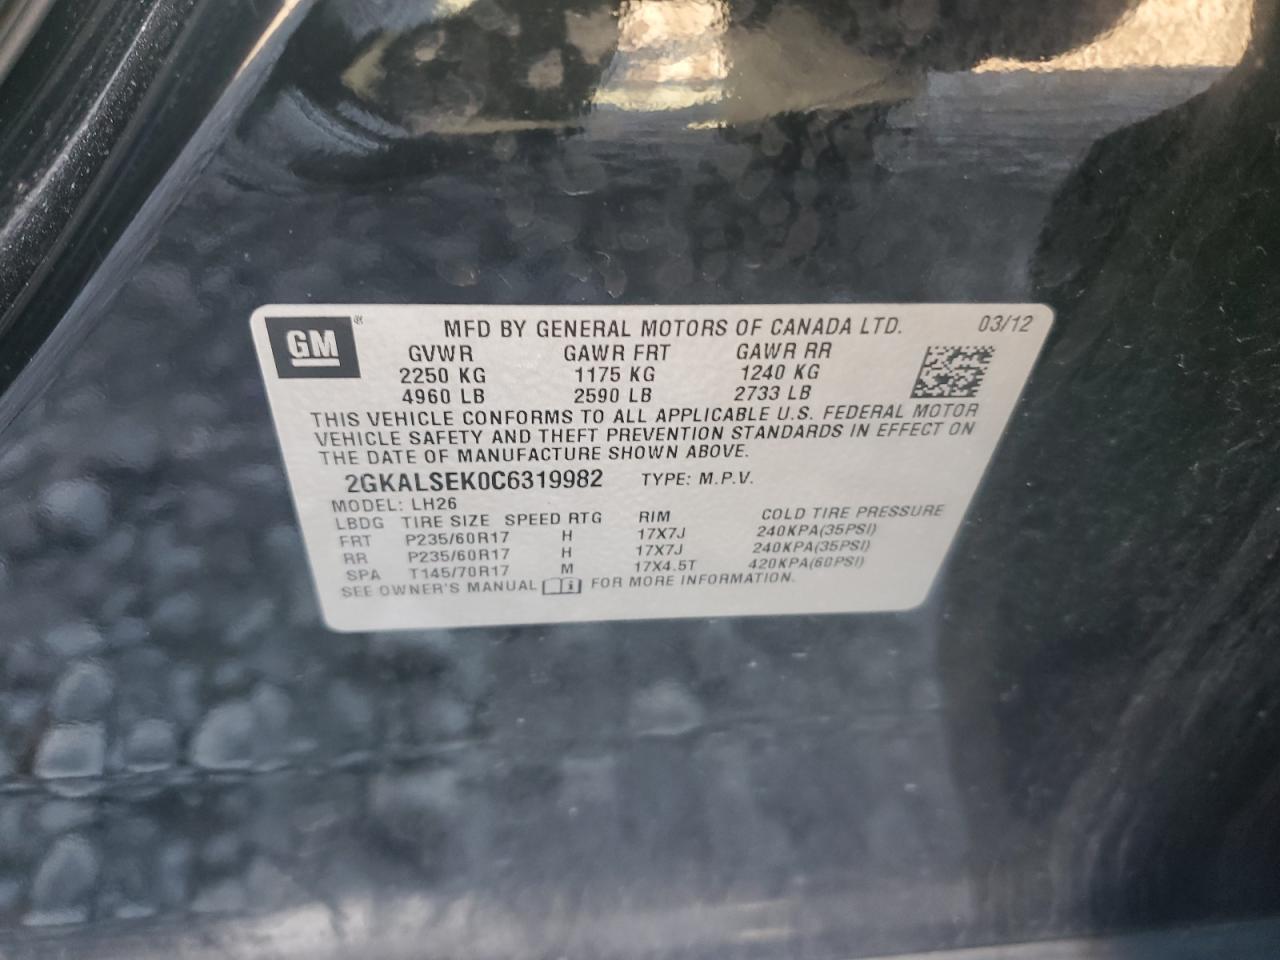 GM ®
MFD BY GENERAL MOTORS OF CANADA LTD. 03/12
GVWR GAWR FRT GAWR RR
2250 KG 1175 KG 1240 KG
4960 LB 2590 LB 2733 LB
THIS VEHICLE CONFORMS TO ALL APPLICABLE U.S. FEDERAL MOTOR
VEHICLE SAFETY AND THEFT PREVENTION STANDARDS IN EFFECT ON
THE DATE OF MANUFACTURE SHOWN ABOVE.
2GKALSEK0C6319982 TYPE: M.P.V.
MODEL: LH26
LBDG TIRE SIZE SPEED RTG RIM COLD TIRE PRESSURE
FRT P235/60R17 H 17X7J 240KPA(35PSI)
RR P235/60R17 H 17X7J 240KPA(35PSI)
SPA T145/70R17 M 17X4.5T 420KPA(60PSI)
SEE OWNER'S MANUAL i FOR MORE INFORMATION.